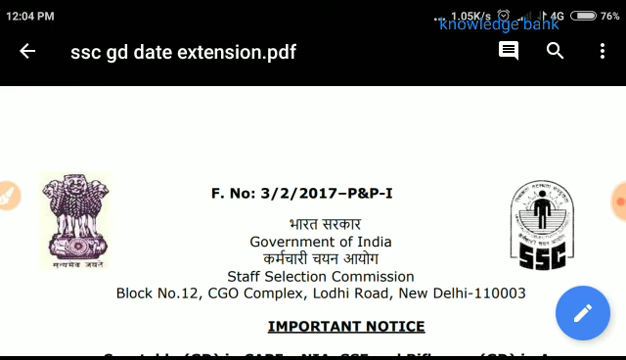 12:04 PM ... 1.05K/s 4G 76%
knowledge bank
ssc gd date extension.pdf
F. No: 3/2/2017–P&P-I
भारत सरकार
Government of India
कर्मचारी चयन आयोग
Staff Selection Commission
Block No.12, CGO Complex, Lodhi Road, New Delhi-110003
सत्यमेव जयते
SSC
IMPORTANT NOTICE